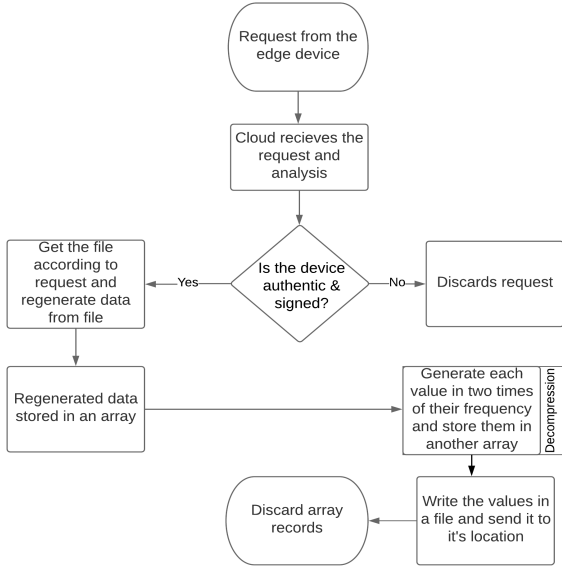 Request from the
edge device
Cloud recieves the
request and
analysis
Is the device
authentic &
signed?
Yes
No
Get the file
according to
request and
regenerate data
from file
Discards request
Regenerated data
stored in an array
Generate each
value in two times
of their frequency
and store them in
another array
Decompression
Write the values in
a file and send it to
it's location
Discard array
records